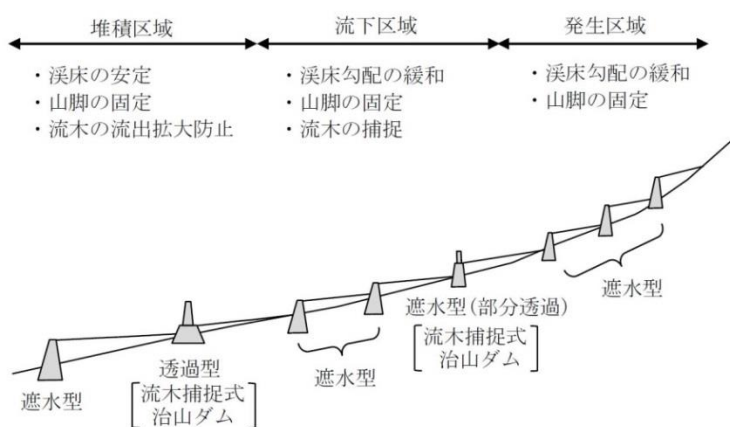 堆積区域
流下区域
発生区域
・渓床の安定
・山脚の固定
・流木の流出拡大防止
・渓床勾配の緩和
・山脚の固定
・流木の捕捉
・渓床勾配の緩和
・山脚の固定
遮水型
透過型
流木捕捉式
治山ダム
遮水型
遮水型(部分透過)
流木捕捉式
治山ダム
遮水型